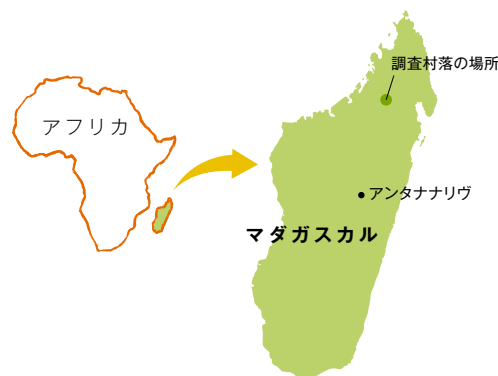 調査村落の場所
アフリカ
アンタナナリヴ
マダガスカル